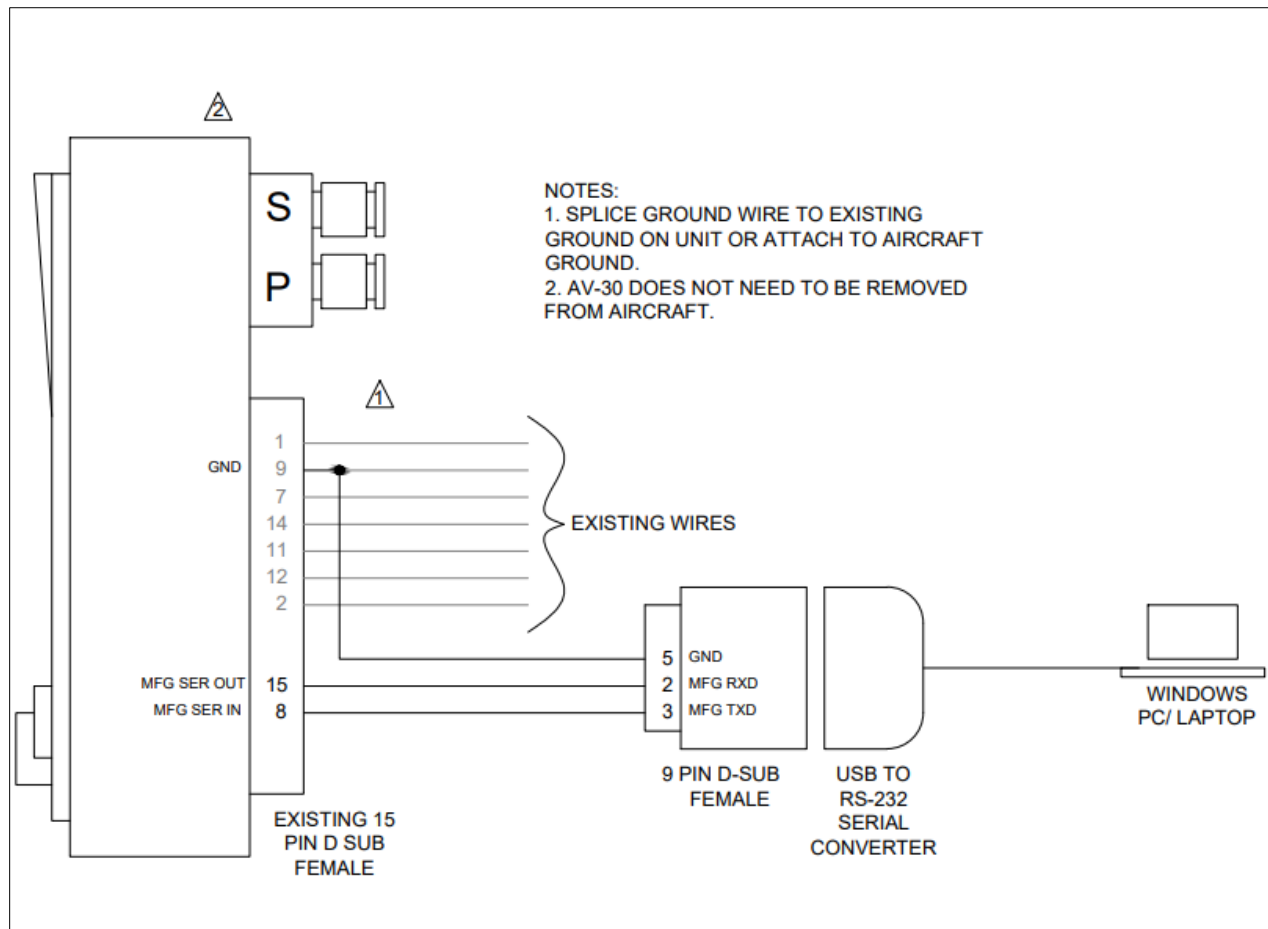 2
S
P
NOTES:
1. SPLICE GROUND WIRE TO EXISTING
GROUND ON UNIT OR ATTACH TO AIRCRAFT
GROUND.
2. AV-30 DOES NOT NEED TO BE REMOVED
FROM AIRCRAFT.
1
1
GND 9
7
14
11
12
2
EXISTING WIRES
MFG SER OUT 15
MFG SER IN 8
5 GND
2 MFG RXD
3 MFG TXD
EXISTING 15
PIN D SUB
FEMALE
9 PIN D-SUB
FEMALE
USB TO
RS-232
SERIAL
CONVERTER
WINDOWS
PC/ LAPTOP